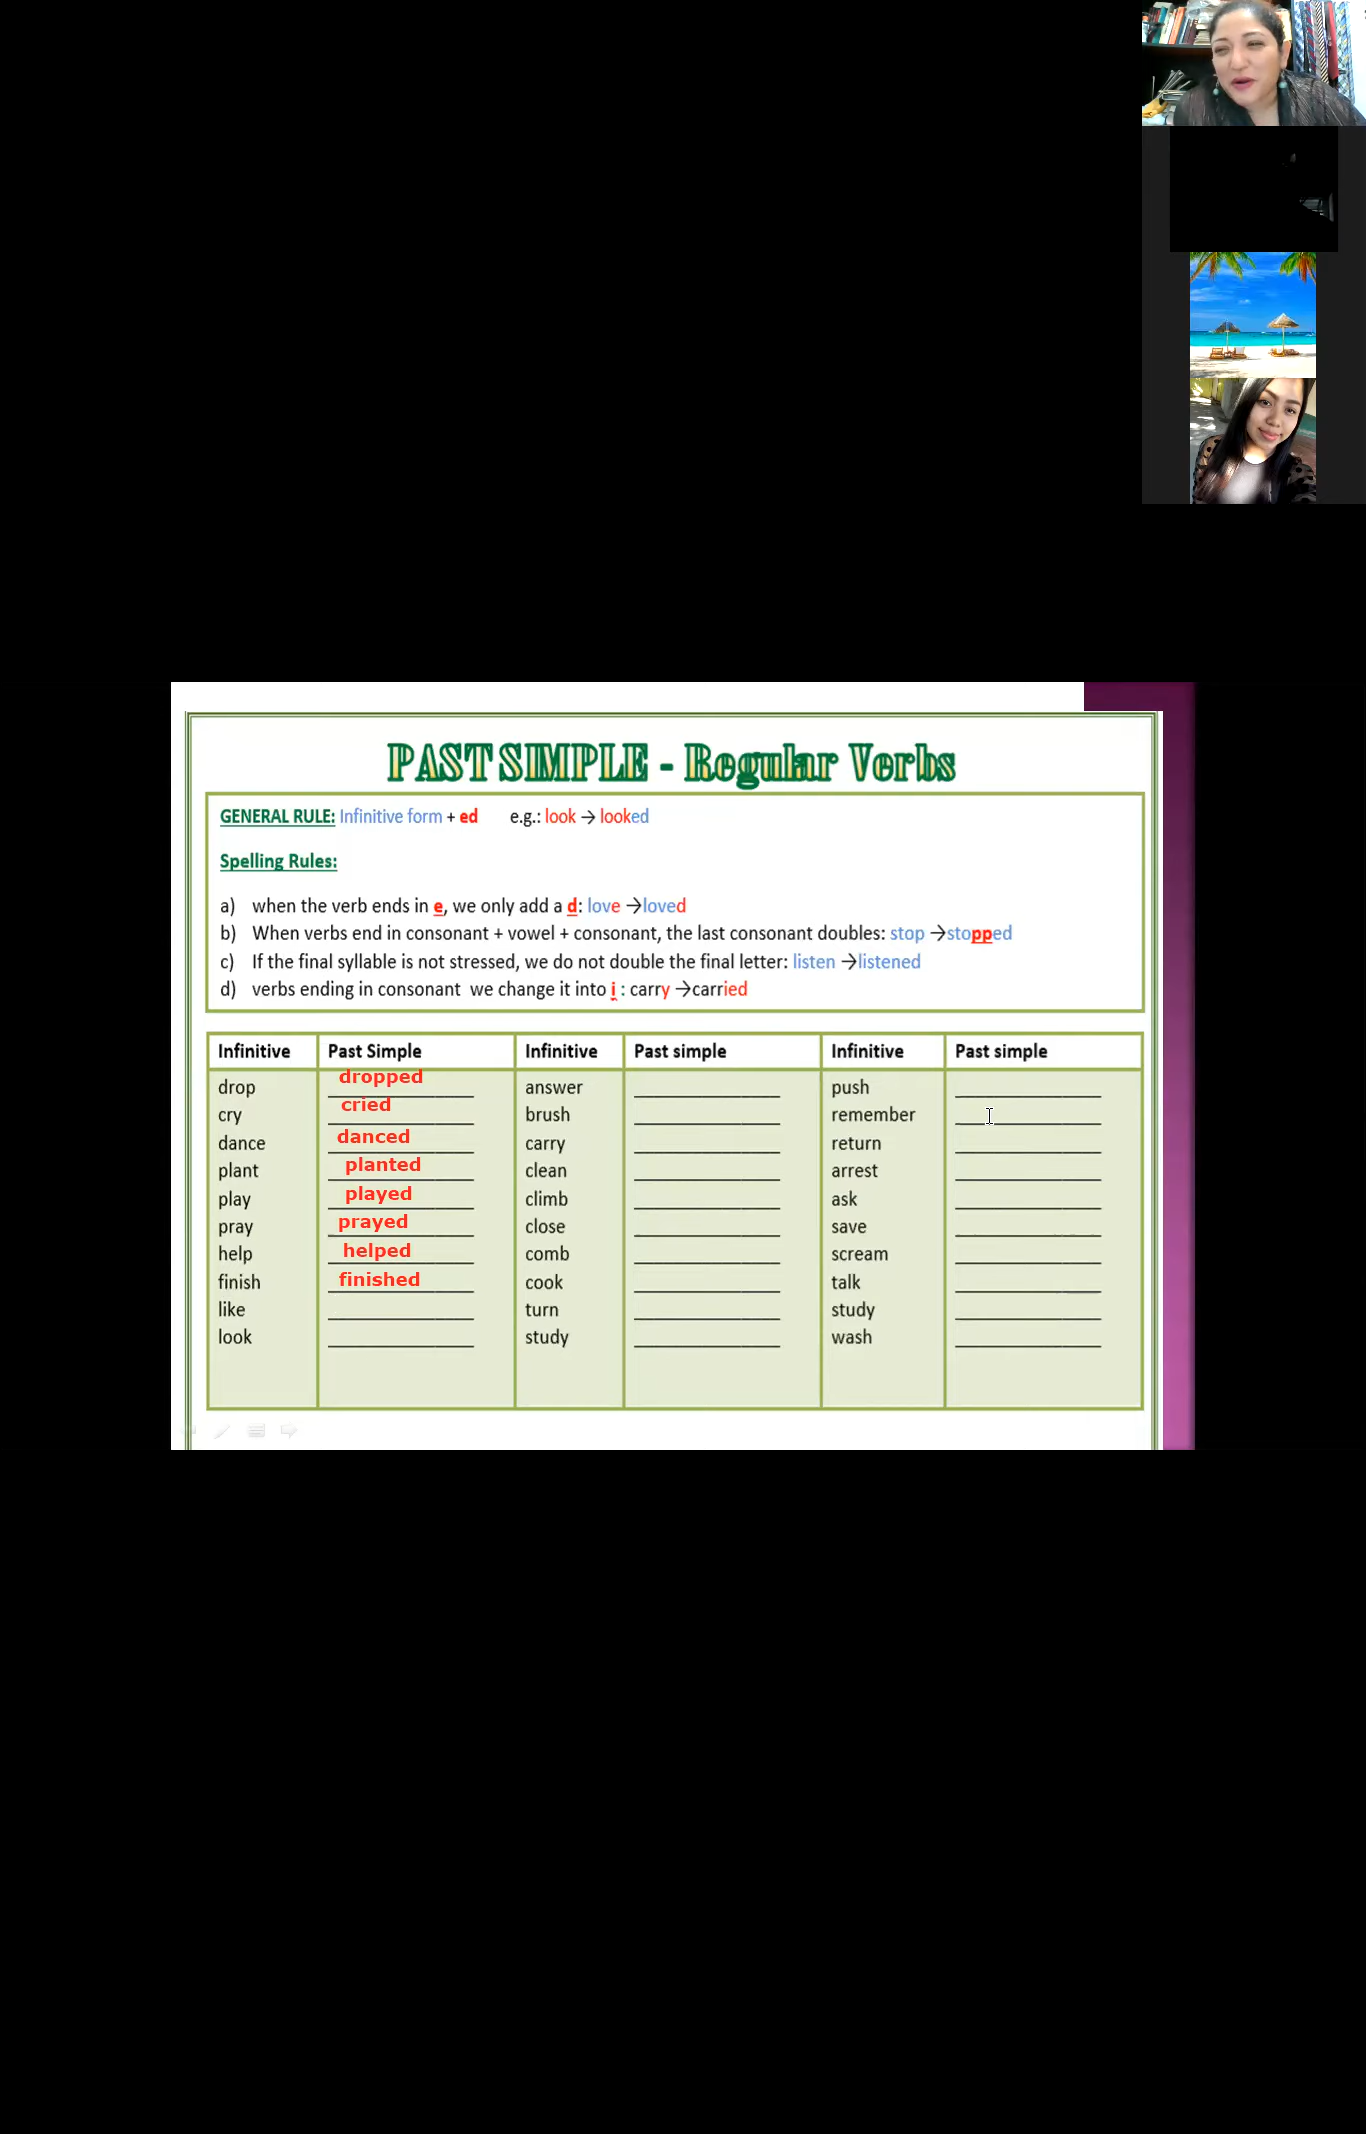 PAST SIMPLE - Regular Verbs
GENERAL RULE: Infinitive form + ed e.g.: look → looked
Spelling Rules:
a) when the verb ends in e, we only add a d: love →loved
b) When verbs end in consonant + vowel + consonant, the last consonant doubles: stop →stopped
c) If the final syllable is not stressed, we do not double the final letter: listen →listened
d) verbs ending in consonant we change it into i : carry →carried
Infinitive Past Simple Infinitive Past simple Infinitive Past simple
drop dropped answer push
cry cried brush remember
dance danced carry return
plant planted clean arrest
play played climb ask
pray prayed close save
help helped comb scream
finish finished cook talk
like turn study
look study wash